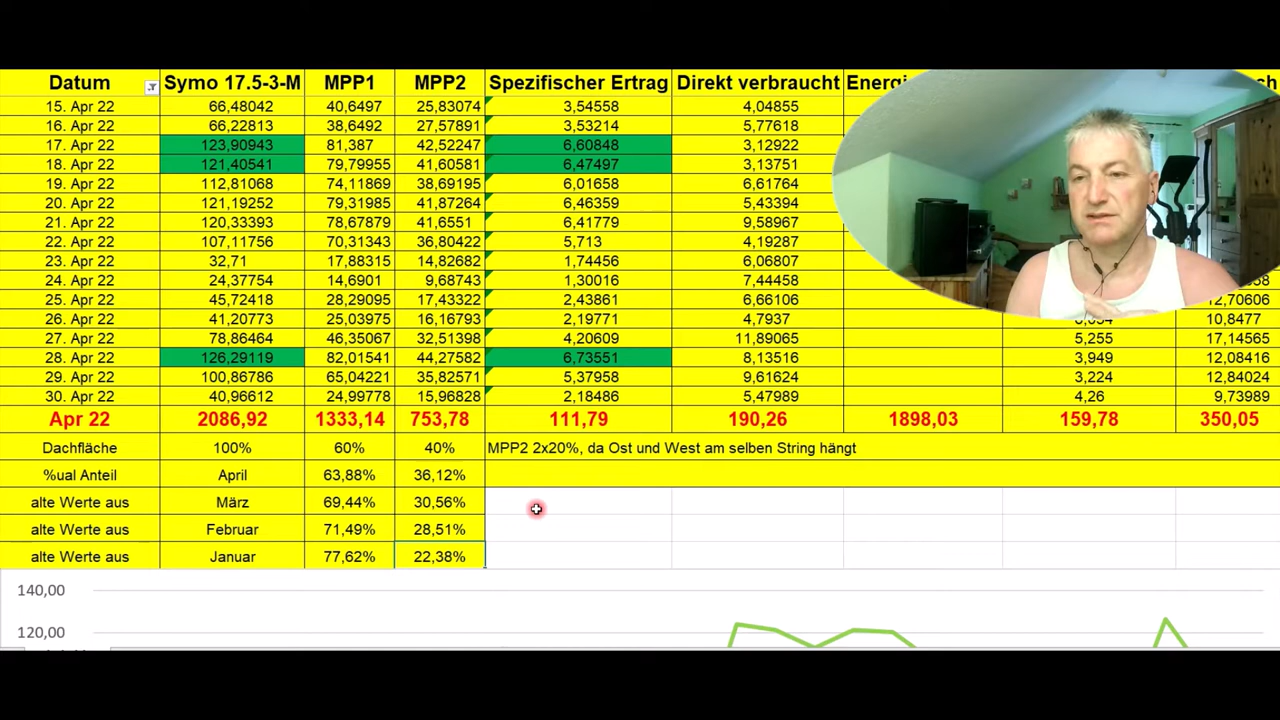 Datum Symo 17.5-3-M MPP1 MPP2 Spezifischer Ertrag Direkt verbraucht Energi ch
15. Apr 22 66,48042 40,6497 25,83074 3,54558 4,04855
16. Apr 22 66,22813 38,6492 27,57891 3,53214 5,77618
17. Apr 22 123,90943 81,387 42,52247 6,60848 3,12922
18. Apr 22 121,40541 79,79955 41,60581 6,47497 3,13751
19. Apr 22 112,81068 74,11869 38,69195 6,01658 6,61764
20. Apr 22 121,19252 79,31985 41,87264 6,46359 5,43394
21. Apr 22 120,33393 78,67879 41,6551 6,41779 9,58967
22. Apr 22 107,11756 70,31343 36,80422 5,713 4,19287
23. Apr 22 32,71 17,88315 14,82682 1,74456 6,06807
24. Apr 22 24,37754 14,6901 9,68743 1,30016 7,44458
25. Apr 22 45,72418 28,29095 17,43322 2,43861 6,66106 12,70606
26. Apr 22 41,20773 25,03975 16,16793 2,19771 4,7937 10,8477
27. Apr 22 78,86464 46,35067 32,51398 4,20609 11,89065 5,255 17,14565
28. Apr 22 126,29119 82,01541 44,27582 6,73551 8,13516 3,949 12,08416
29. Apr 22 100,86786 65,04221 35,82571 5,37958 9,61624 3,224 12,84024
30. Apr 22 40,96612 24,99778 15,96828 2,18486 5,47989 4,26 9,73989
Apr 22 2086,92 1333,14 753,78 111,79 190,26 1898,03 159,78 350,05
Dachfläche 100% 60% 40% MPP2 2x20%, da Ost und West am selben String hängt
%ual Anteil April 63,88% 36,12%
alte Werte aus März 69,44% 30,56%
alte Werte aus Februar 71,49% 28,51%
alte Werte aus Januar 77,62% 22,38%
140,00
120,00